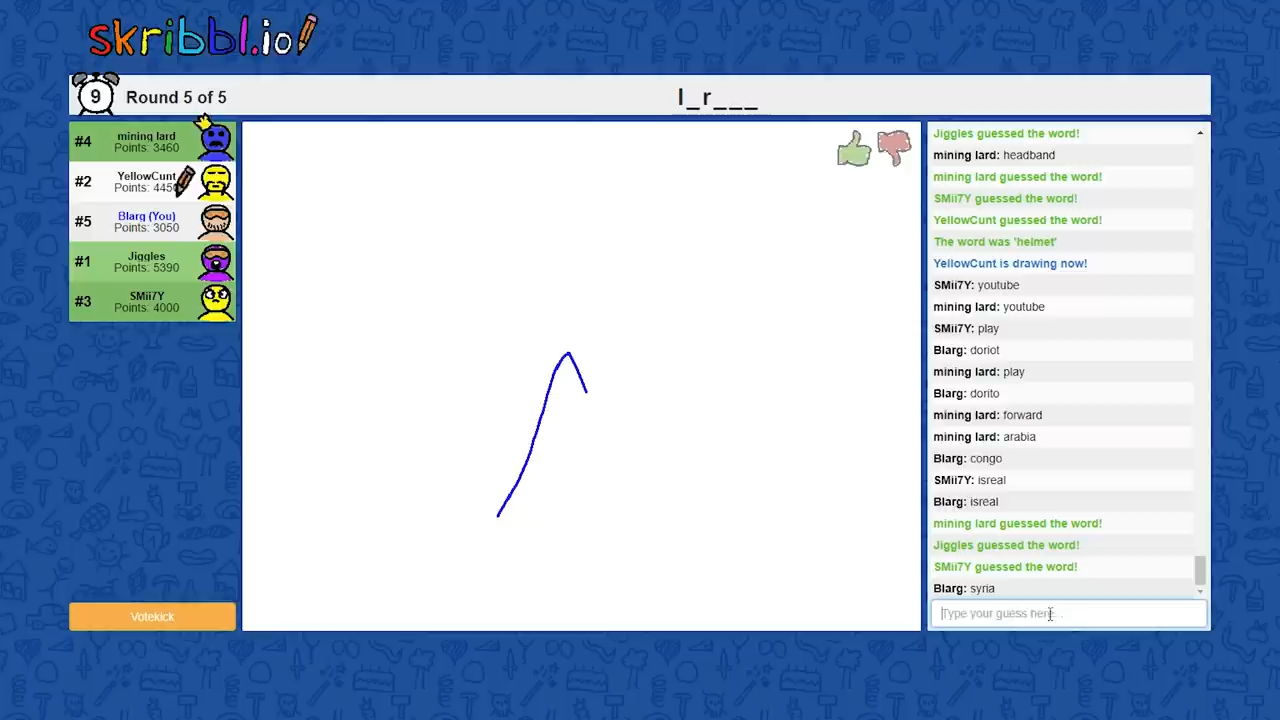 skribbl.io
9
Round 5 of 5
I_r___
#4
mining lard
Points: 3460
#2
YellowCunt
Points: 4450
#5
Blarg (You)
Points: 3050
#1
Jiggles
Points: 5390
#3
SMii7Y
Points: 4000
Votekick
Jiggles guessed the word!
mining lard: headband
mining lard guessed the word!
SMii7Y guessed the word!
YellowCunt guessed the word!
The word was 'helmet'
YellowCunt is drawing now!
SMii7Y: youtube
mining lard: youtube
SMii7Y: play
Blarg: doriot
mining lard: play
Blarg: dorito
mining lard: forward
mining lard: arabia
Blarg: congo
SMii7Y: isreal
Blarg: isreal
mining lard guessed the word!
Jiggles guessed the word!
SMii7Y guessed the word!
Blarg: syria
Type your guess here...